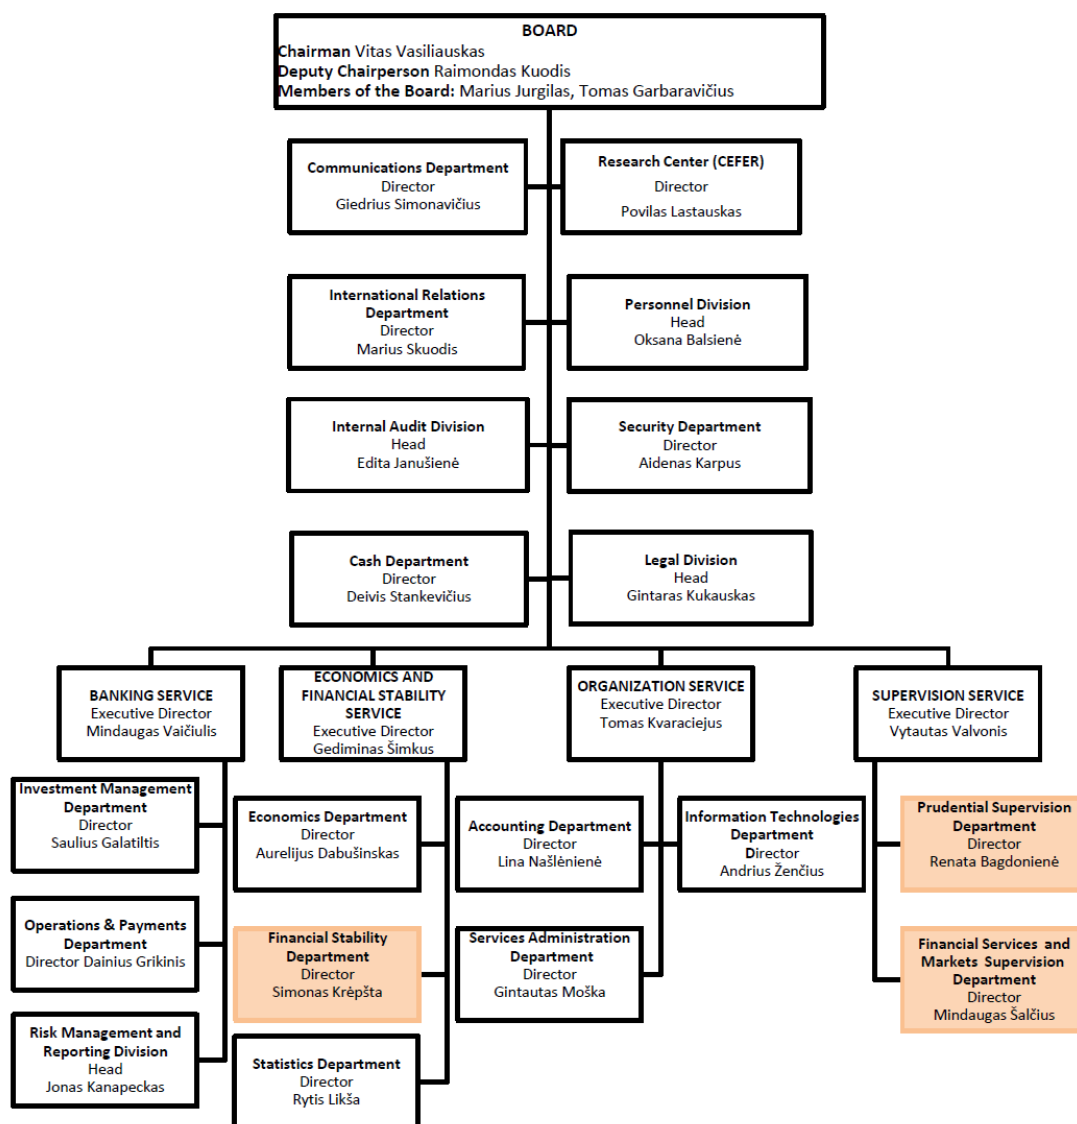 BOARD
Chairman Vitas Vasiliauskas
Deputy Chairperson Raimondas Kuodis
Members of the Board: Marius Jurgilas, Tomas Garbaravičius
Communications Department
Director
Giedrius Simonavičius
Research Center (CEFER)
Director
Povilas Lastauskas
International Relations
Department
Director
Marius Skuodis
Personnel Division
Head
Oksana Balsienė
Internal Audit Division
Head
Edita Janušienė
Security Department
Director
Aidenas Karpus
Cash Department
Director
Deivis Stankevičius
Legal Division
Head
Gintaras Kukauskas
BANKING SERVICE
Executive Director
Mindaugas Vaičiulis
ECONOMICS AND
FINANCIAL STABILITY
SERVICE
Executive Director
Gediminas Šimkus
ORGANIZATION SERVICE
Executive Director
Tomas Kvaraciejus
SUPERVISION SERVICE
Executive Director
Vytautas Valvonis
Investment Management
Department
Director
Saulius Galatiltis
Economics Department
Director
Aurelijus Dabušinskas
Accounting Department
Director
Lina Našlėnienė
Information Technologies
Department
Director
Andrius Ženčius
Prudential Supervision
Department
Director
Renata Bagdonienė
Operations & Payments
Department
Director Dainius Grikinis
Financial Stability
Department
Director
Simonas Krėpšta
Services Administration
Department
Director
Gintautas Moška
Financial Services and
Markets Supervision
Department
Director
Mindaugas Šalčius
Risk Management and
Reporting Division
Head
Jonas Kanapeckas
Statistics Department
Director
Rytis Likša